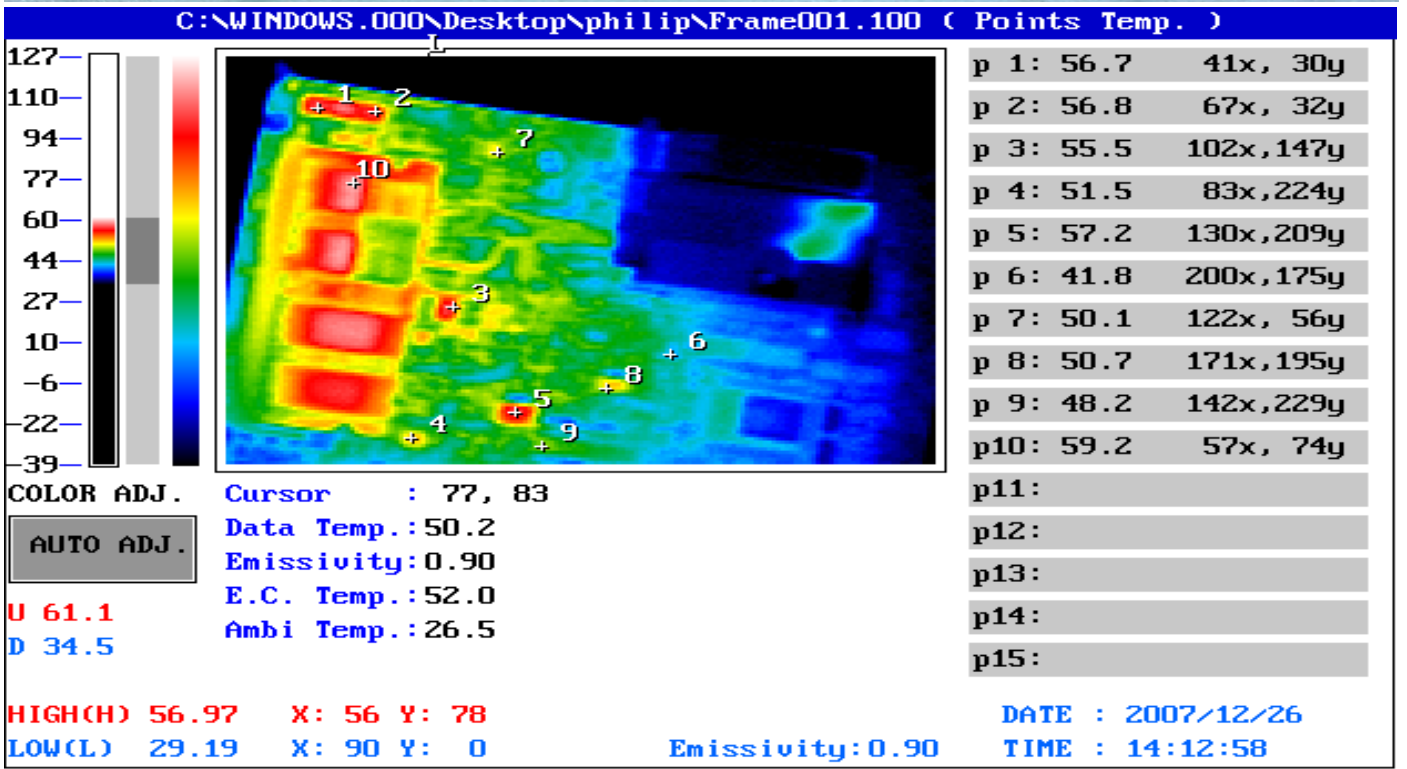 C:\WINDOWS.000\Desktop\philip\Frame001.100 ( Points Temp. )
L
127
110
94
77
60
44
27
10
-6
-22
-39
1
2
7
10
3
6
8
5
4
9
p 1: 56.7 41x, 30y
p 2: 56.8 67x, 32y
p 3: 55.5 102x,147y
p 4: 51.5 83x,224y
p 5: 57.2 130x,209y
p 6: 41.8 200x,175y
p 7: 50.1 122x, 56y
p 8: 50.7 171x,195y
p 9: 48.2 142x,229y
p10: 59.2 57x, 74y
p11:
p12:
p13:
p14:
p15:
COLOR ADJ.
AUTO ADJ.
U 61.1
D 34.5
Cursor : 77, 83
Data Temp.:50.2
Emissivity:0.90
E.C. Temp.:52.0
Ambi Temp.:26.5
HIGH(H) 56.97 X: 56 Y: 78
LOW(L) 29.19 X: 90 Y: 0
Emissivity:0.90
DATE : 2007/12/26
TIME : 14:12:58